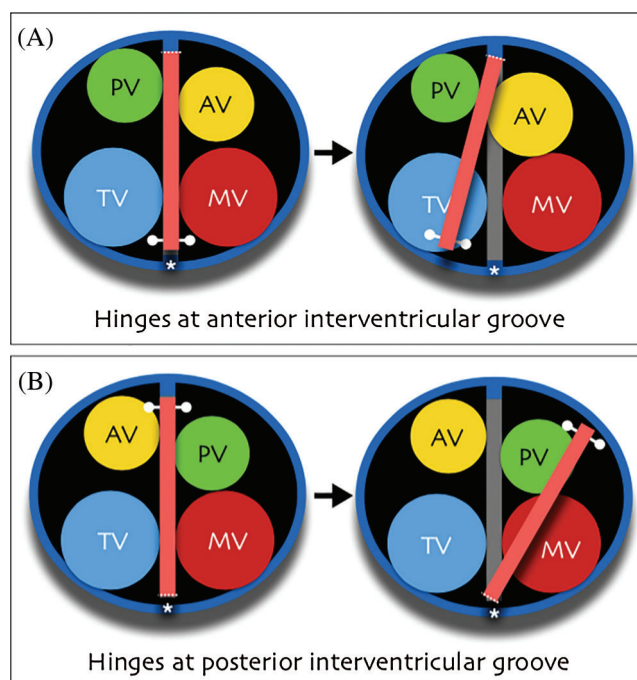 (A)
PV AV PV AV
TV MV TV MV
* *
Hinges at anterior interventricular groove
(B)
AV PV AV PV
TV MV TV MV
* *
Hinges at posterior interventricular groove